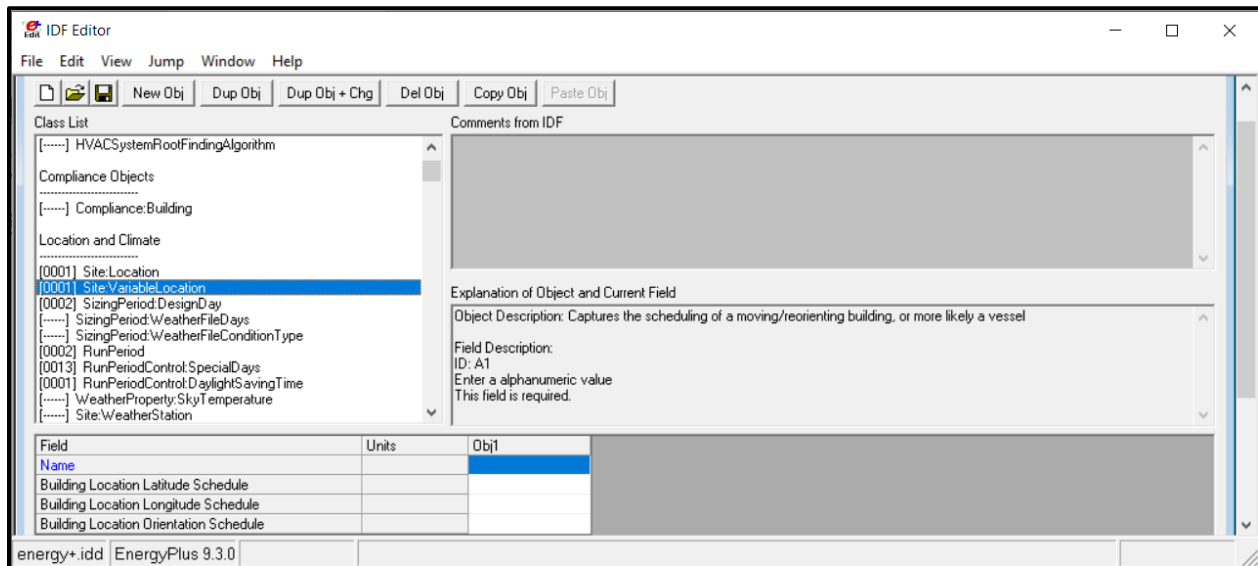 IDF Editor
File Edit View Jump Window Help
New Obj Dup Obj Dup Obj + Chg Del Obj Copy Obj Paste Obj
Class List
[------] HVACSystemRootFindingAlgorithm
Compliance Objects
--------------------------
[------] Compliance:Building
Location and Climate
--------------------------
[0001] Site:Location
[0001] Site:VariableLocation
[0002] SizingPeriod:DesignDay
[------] SizingPeriod:WeatherFileDays
[------] SizingPeriod:WeatherFileConditionType
[0002] RunPeriod
[0013] RunPeriodControl:SpecialDays
[0001] RunPeriodControl:DaylightSavingTime
[------] WeatherProperty:SkyTemperature
[------] Site:WeatherStation
Comments from IDF
Explanation of Object and Current Field
Object Description: Captures the scheduling of a moving/reorienting building, or more likely a vessel
Field Description:
ID: A1
Enter a alphanumeric value
This field is required.
Field Units Obj1
Name
Building Location Latitude Schedule
Building Location Longitude Schedule
Building Location Orientation Schedule
energy+.idd EnergyPlus 9.3.0